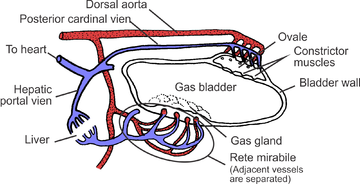 Dorsal aorta
Posterior cardinal vien
To heart
Ovale
Constrictor
muscles
Hepatic
portal vien
Gas bladder
Bladder wall
Liver
Gas gland
Rete mirabile
(Adjacent vessels
are separated)